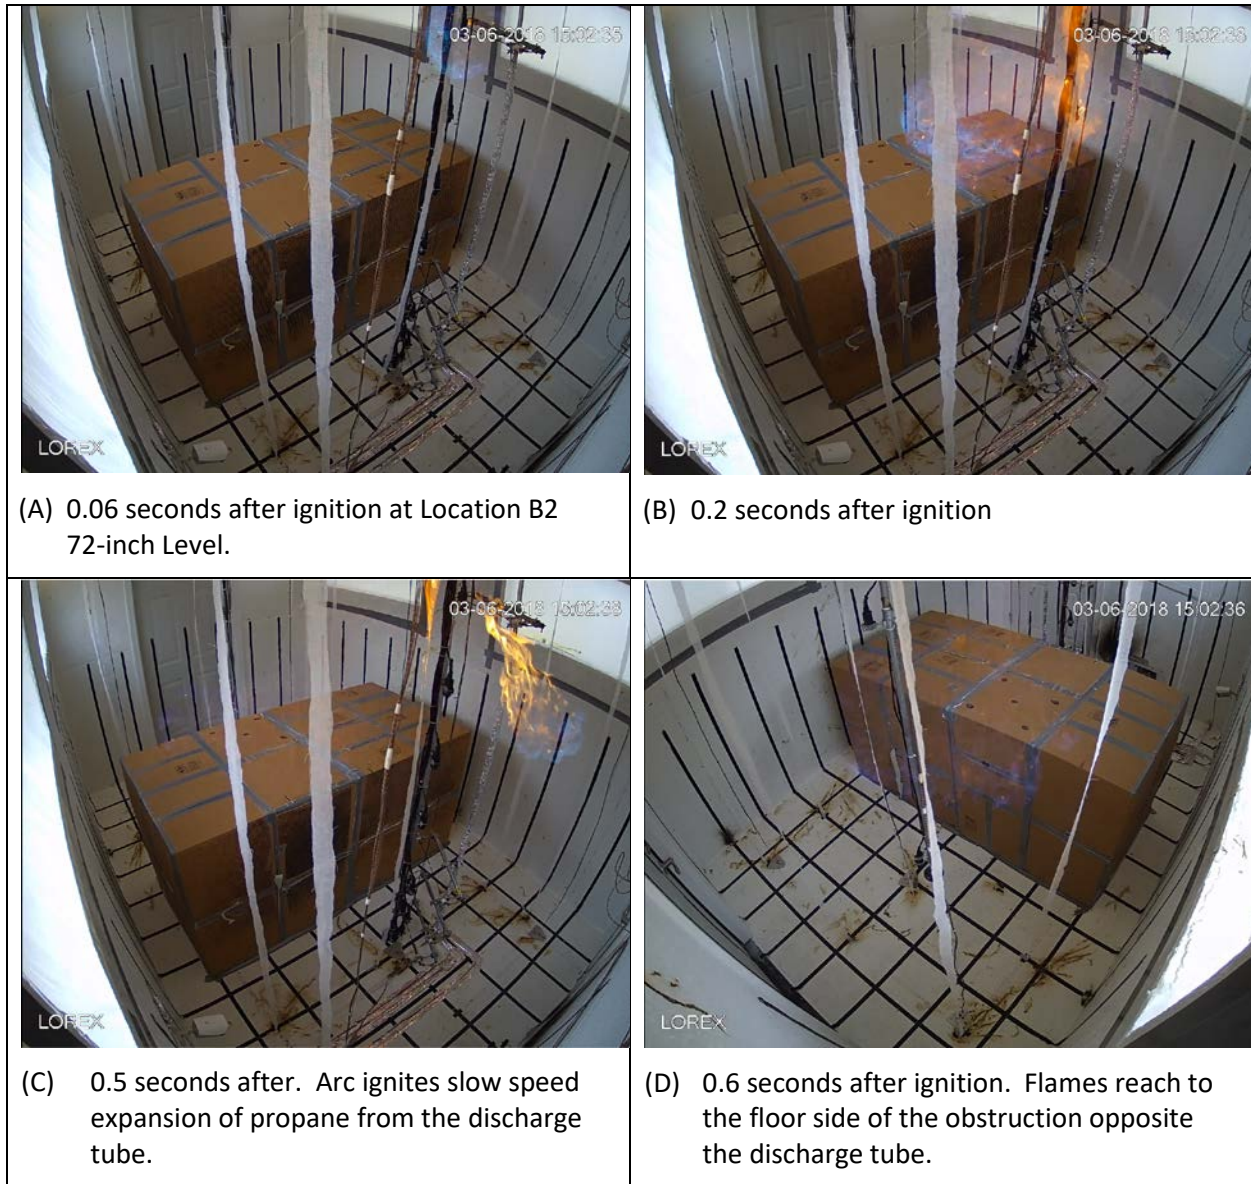 03-06-2018 15:02:35
LOREX
03-06-2018 15:02:36
LOREX
(A) 0.06 seconds after ignition at Location B2
72-inch Level.
(B) 0.2 seconds after ignition
03-06-2018 15:02:36
LOREX
03-06-2018 15:02:36
LOREX
(C) 0.5 seconds after. Arc ignites slow speed
expansion of propane from the discharge
tube.
(D) 0.6 seconds after ignition. Flames reach to
the floor side of the obstruction opposite
the discharge tube.